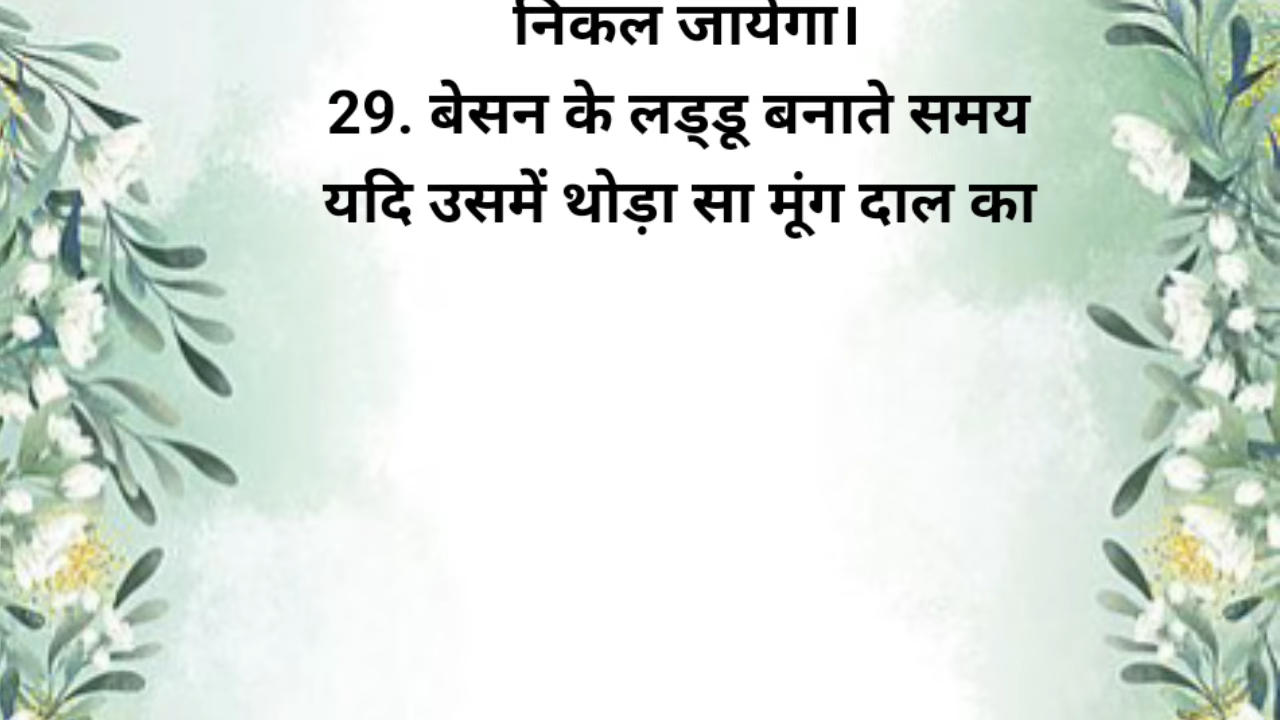 निकल जायेगा।
29. बेसन के लड्डू बनाते समय
यदि उसमें थोड़ा सा मूंग दाल का